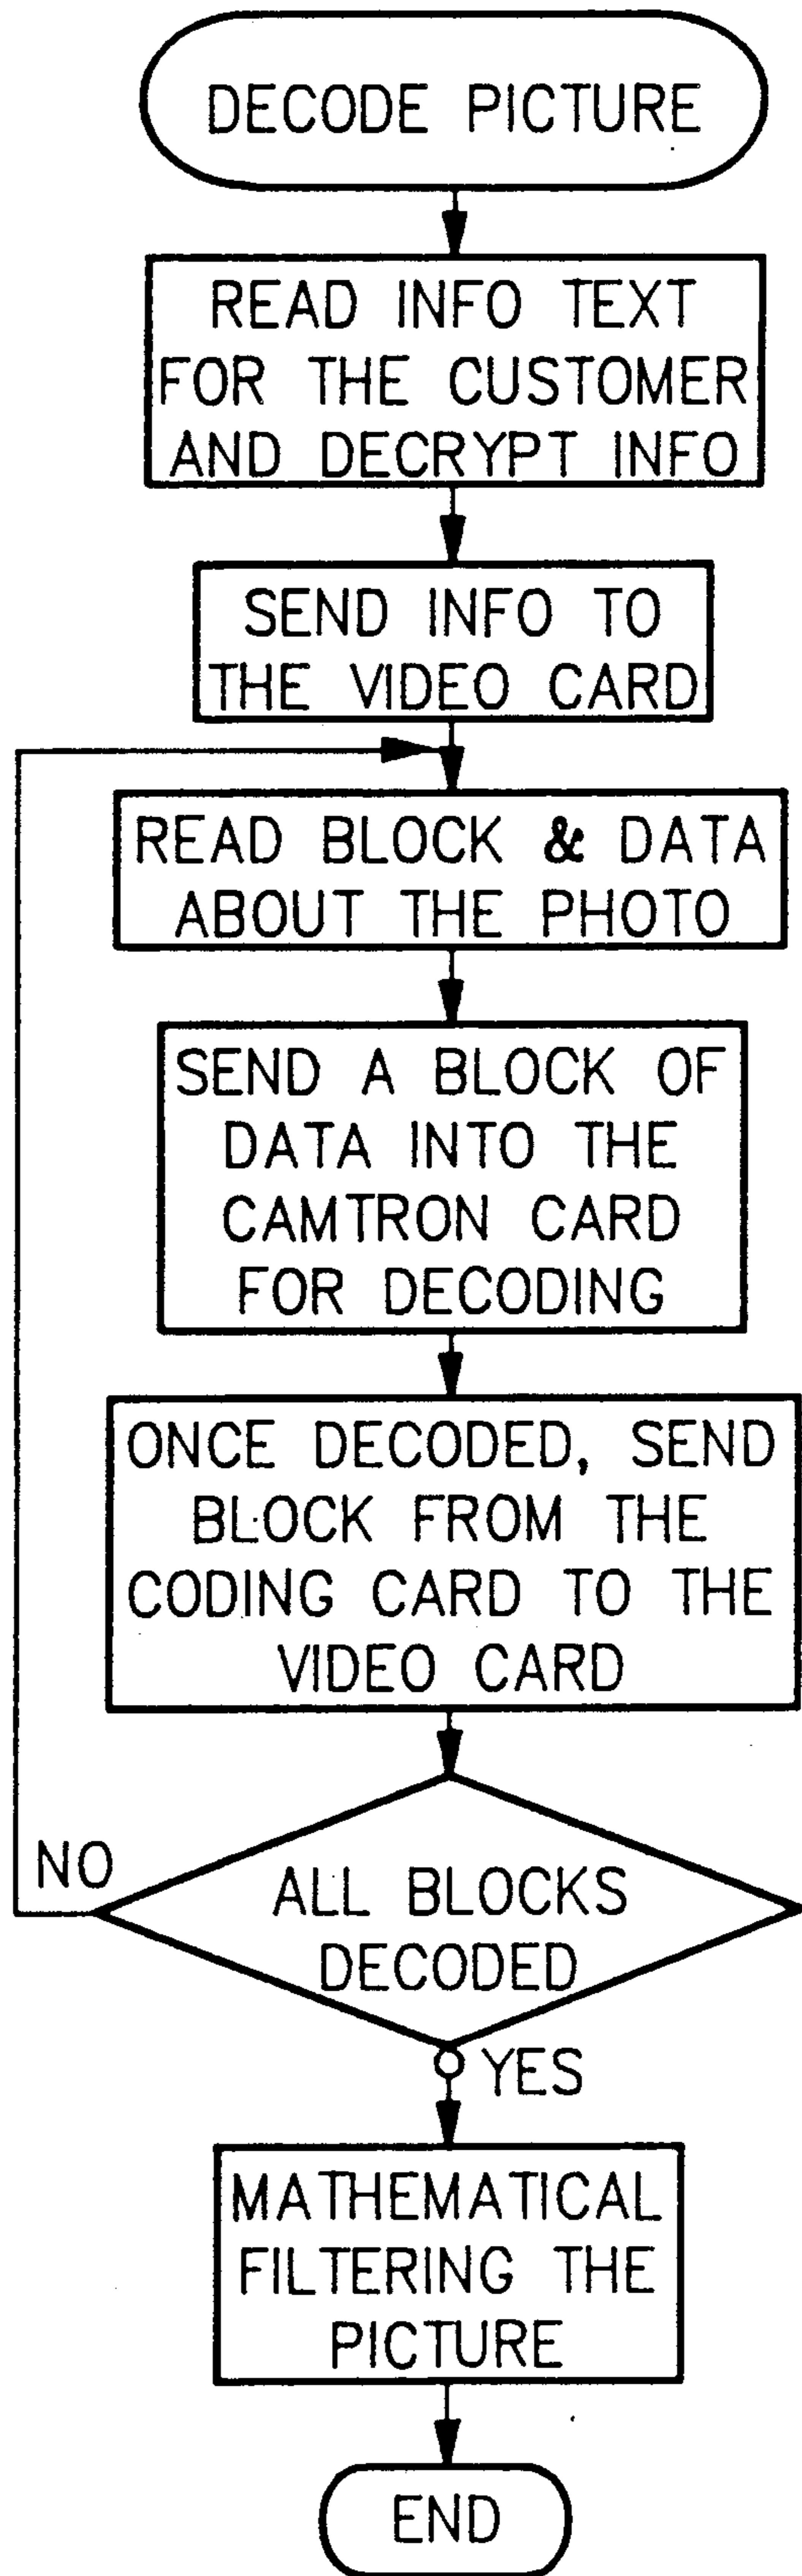 DECODE PICTURE
READ INFO TEXT
FOR THE CUSTOMER
AND DECRYPT INFO
SEND INFO TO
THE VIDEO CARD
READ BLOCK & DATA
ABOUT THE PHOTO
SEND A BLOCK OF
DATA INTO THE
CAMTRON CARD
FOR DECODING
ONCE DECODED, SEND
BLOCK FROM THE
CODING CARD TO THE
VIDEO CARD
NO
ALL BLOCKS
DECODED
YES
MATHEMATICAL
FILTERING THE
PICTURE
END